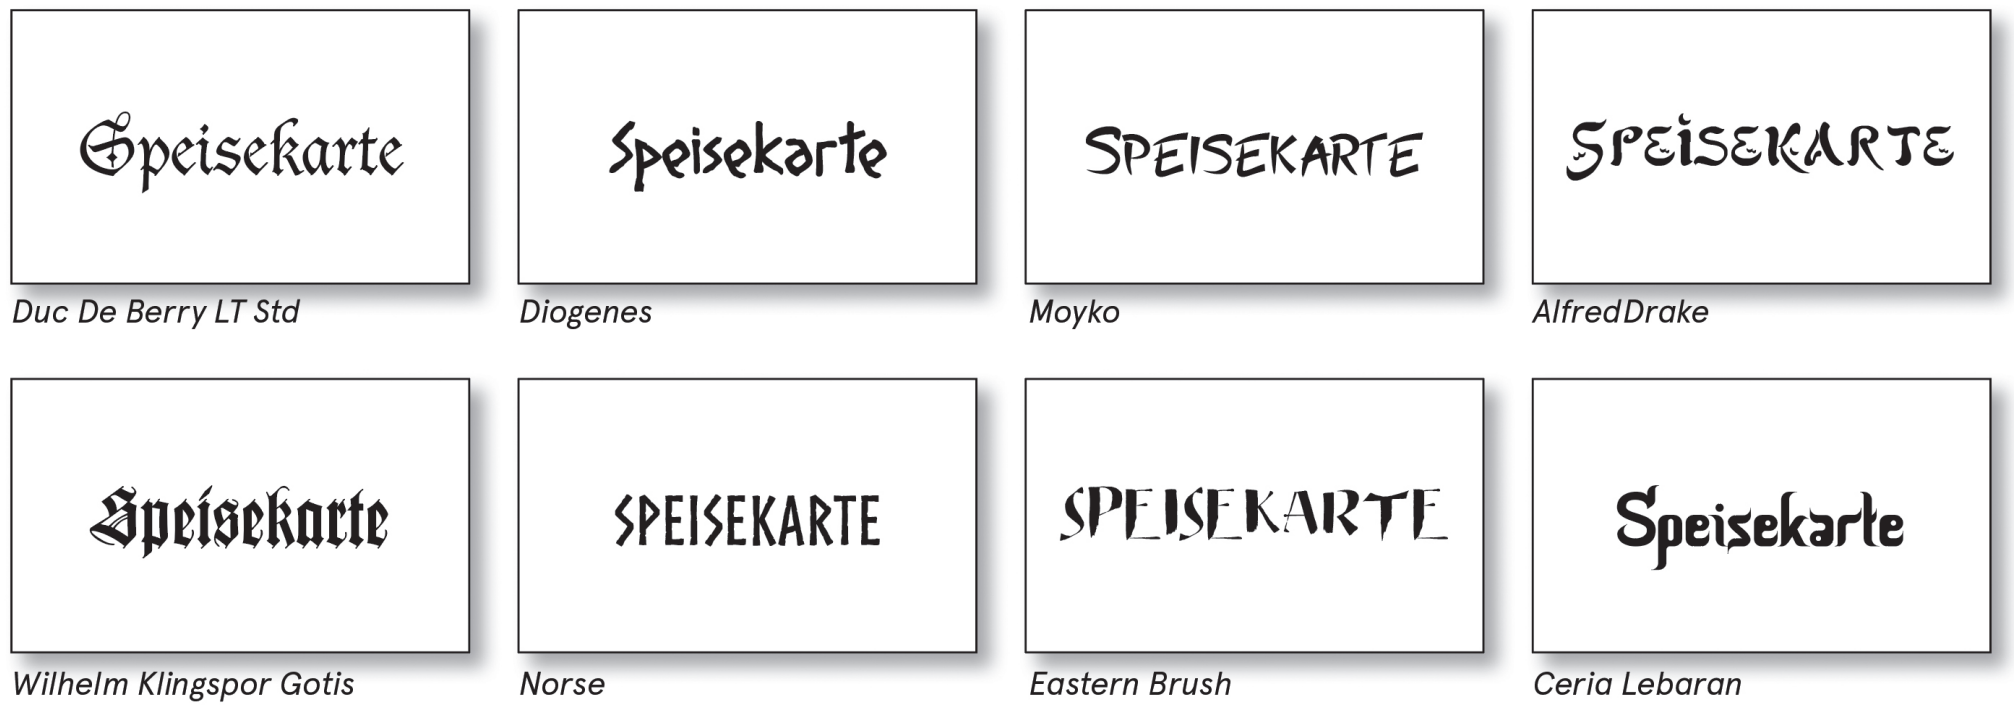 Speisekarte
Duc De Berry LT Std
Speisekarte
Diogenes
SPEISEKARTE
Moyko
SPEISEKARTE
AlfredDrake
Speisekarte
Wilhelm Klingspor Gotis
SPEISEKARTE
Norse
SPEISEKARTE
Eastern Brush
Speisekarte
Ceria Lebaran